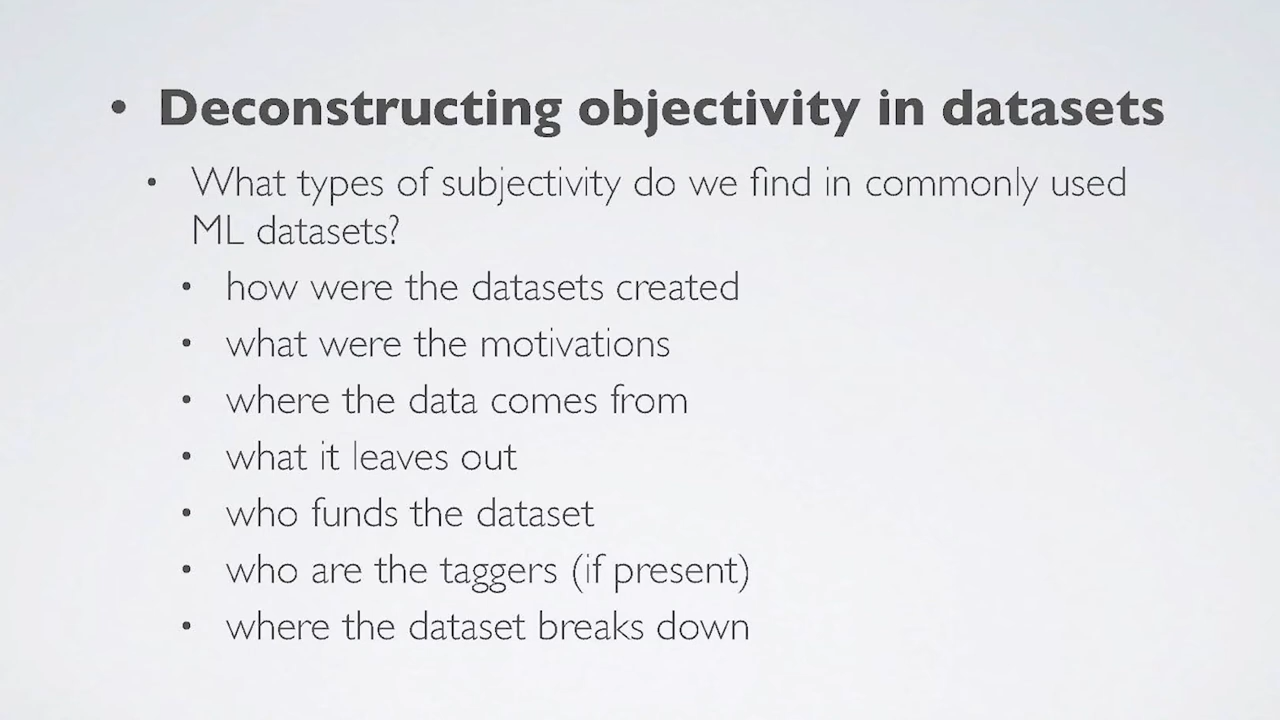 • Deconstructing objectivity in datasets
• What types of subjectivity do we find in commonly used
ML datasets?
• how were the datasets created
• what were the motivations
• where the data comes from
• what it leaves out
• who funds the dataset
• who are the taggers (if present)
• where the dataset breaks down